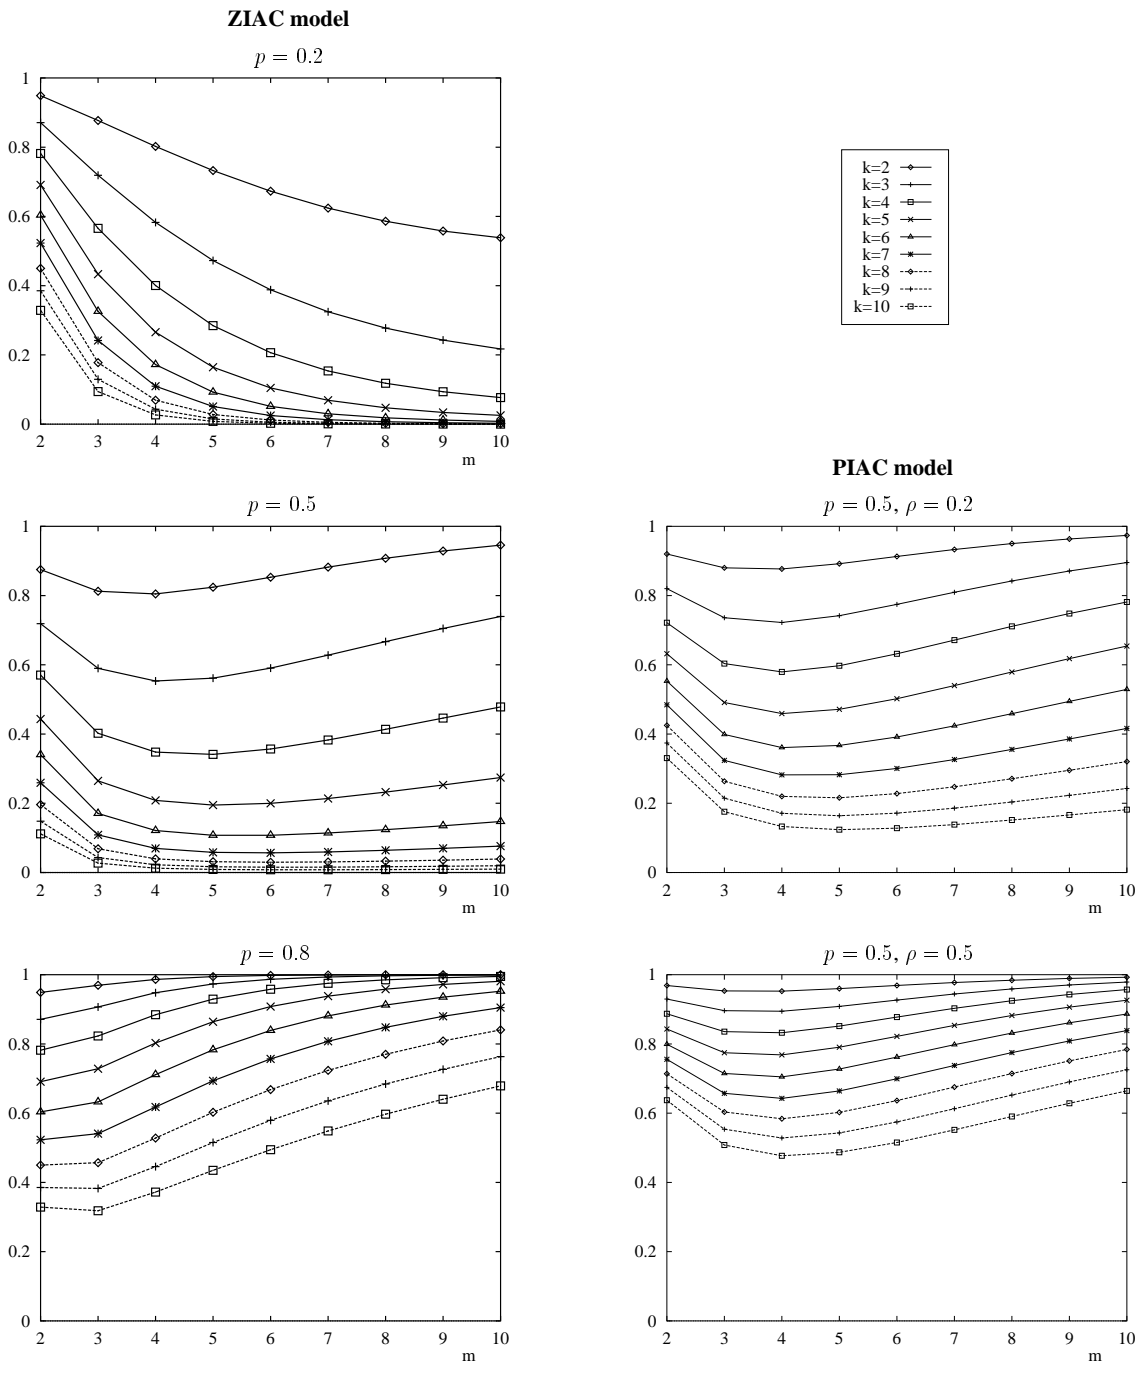 ZIAC model
p = 0.2
1
0.8
0.6
0.4
0.2
0
2 3 4 5 6 7 8 9 10
m
k=2
k=3
k=4
k=5
k=6
k=7
k=8
k=9
k=10
p = 0.5
1
0.8
0.6
0.4
0.2
0
2 3 4 5 6 7 8 9 10
m
PIAC model
p = 0.5, ρ = 0.2
1
0.8
0.6
0.4
0.2
0
2 3 4 5 6 7 8 9 10
m
p = 0.8
1
0.8
0.6
0.4
0.2
0
2 3 4 5 6 7 8 9 10
m
p = 0.5, ρ = 0.5
1
0.8
0.6
0.4
0.2
0
2 3 4 5 6 7 8 9 10
m